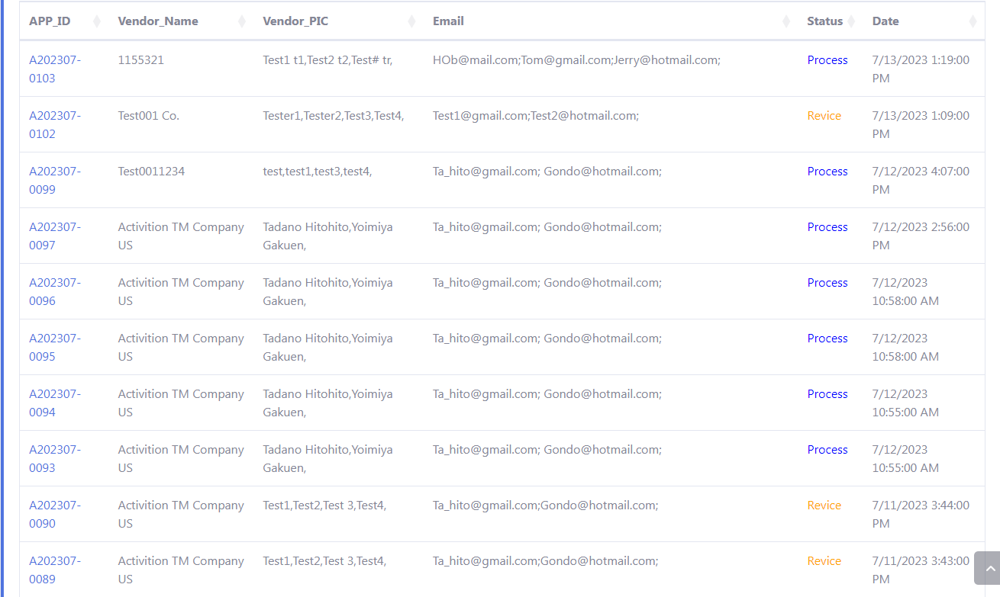 APP_ID Vendor_Name Vendor_PIC Email Status Date
A202307- 1155321 Test1 t1,Test2 t2,Test# tr, HOb@mail.com;Tom@gmail.com;Jerry@hotmail.com; Process 7/13/2023 1:19:00
0103 PM
A202307- Test001 Co. Tester1,Tester2,Test3,Test4, Test1@gmail.com;Test2@hotmail.com; Revice 7/13/2023 1:09:00
0102 PM
A202307- Test0011234 test,test1,test3,test4, Ta_hito@gmail.com; Gondo@hotmail.com; Process 7/12/2023 4:07:00
0099 PM
A202307- Activition TM Company Tadano Hitohito,Yoimiya Ta_hito@gmail.com; Gondo@hotmail.com; Process 7/12/2023 2:56:00
0097 US Gakuen, PM
A202307- Activition TM Company Tadano Hitohito,Yoimiya Ta_hito@gmail.com; Gondo@hotmail.com; Process 7/12/2023
0096 US Gakuen, 10:58:00 AM
A202307- Activition TM Company Tadano Hitohito,Yoimiya Ta_hito@gmail.com; Gondo@hotmail.com; Process 7/12/2023
0095 US Gakuen, 10:58:00 AM
A202307- Activition TM Company Tadano Hitohito,Yoimiya Ta_hito@gmail.com; Gondo@hotmail.com; Process 7/12/2023
0094 US Gakuen, 10:55:00 AM
A202307- Activition TM Company Tadano Hitohito,Yoimiya Ta_hito@gmail.com; Gondo@hotmail.com; Process 7/12/2023
0093 US Gakuen, 10:55:00 AM
A202307- Activition TM Company Test1,Test2,Test 3,Test4, Ta_hito@gmail.com;Gondo@hotmail.com; Revice 7/11/2023 3:44:00
0090 US PM
A202307- Activition TM Company Test1,Test2,Test 3,Test4, Ta_hito@gmail.com;Gondo@hotmail.com; Revice 7/11/2023 3:43:00
0089 US PM